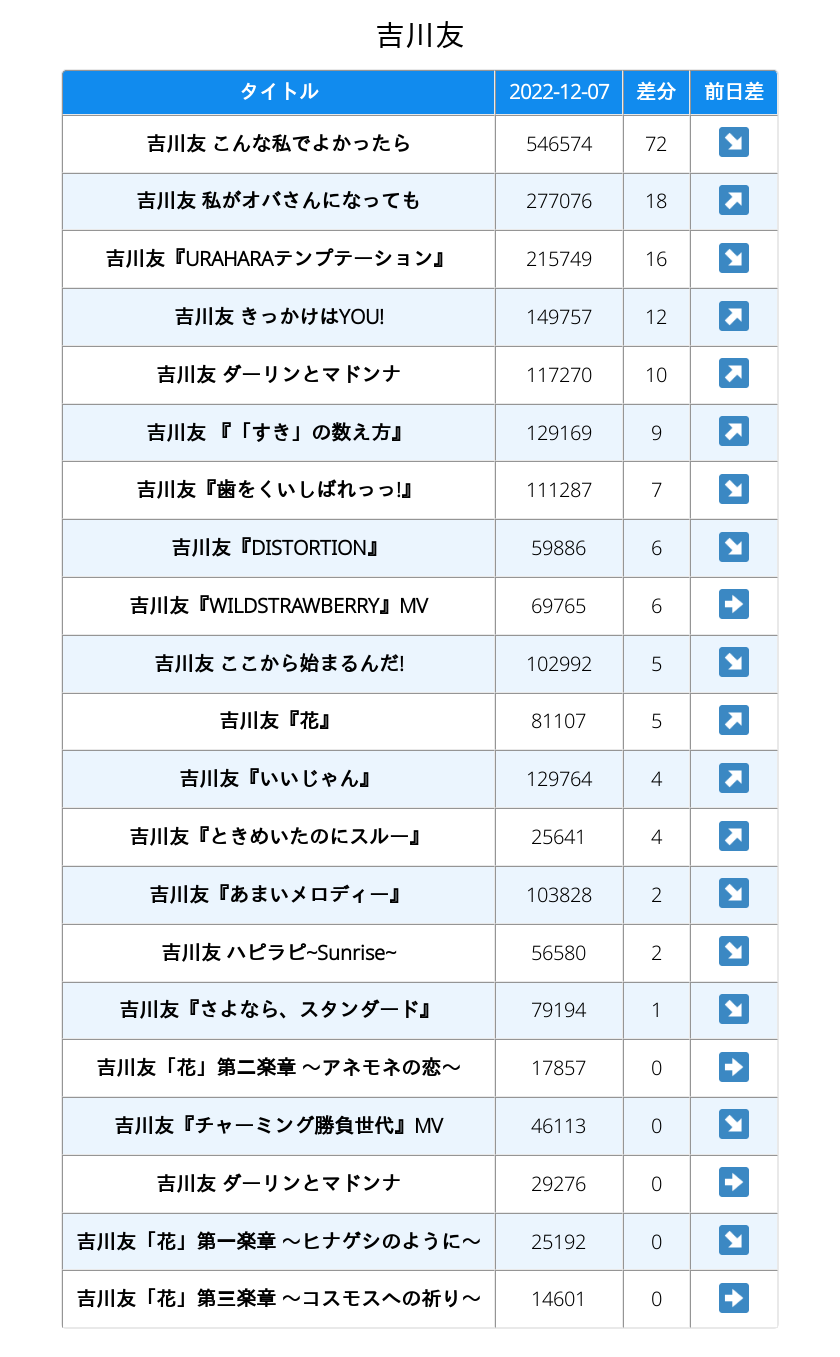 吉川友
タイトル 2022-12-07 差分 前日差
吉川友 こんな私でよかったら 546574 72
吉川友 私がオバさんになっても 277076 18
吉川友『URAHARAテンプテーション』 215749 16
吉川友 きっかけはYOU! 149757 12
吉川友 ダーリンとマドンナ 117270 10
吉川友 『「すき」の数え方』 129169 9
吉川友『歯をくいしばれっっ!』 111287 7
吉川友『DISTORTION』 59886 6
吉川友『WILDSTRAWBERRY』MV 69765 6
吉川友 ここから始まるんだ! 102992 5
吉川友『花』 81107 5
吉川友『いいじゃん』 129764 4
吉川友『ときめいたのにスルー』 25641 4
吉川友『あまいメロディー』 103828 2
吉川友 ハピラピ~Sunrise~ 56580 2
吉川友『さよなら、スタンダード』 79194 1
吉川友「花」第二楽章 〜アネモネの恋〜 17857 0
吉川友『チャーミング勝負世代』MV 46113 0
吉川友 ダーリンとマドンナ 29276 0
吉川友「花」第一楽章 〜ヒナゲシのように〜 25192 0
吉川友「花」第三楽章 〜コスモスへの祈り〜 14601 0